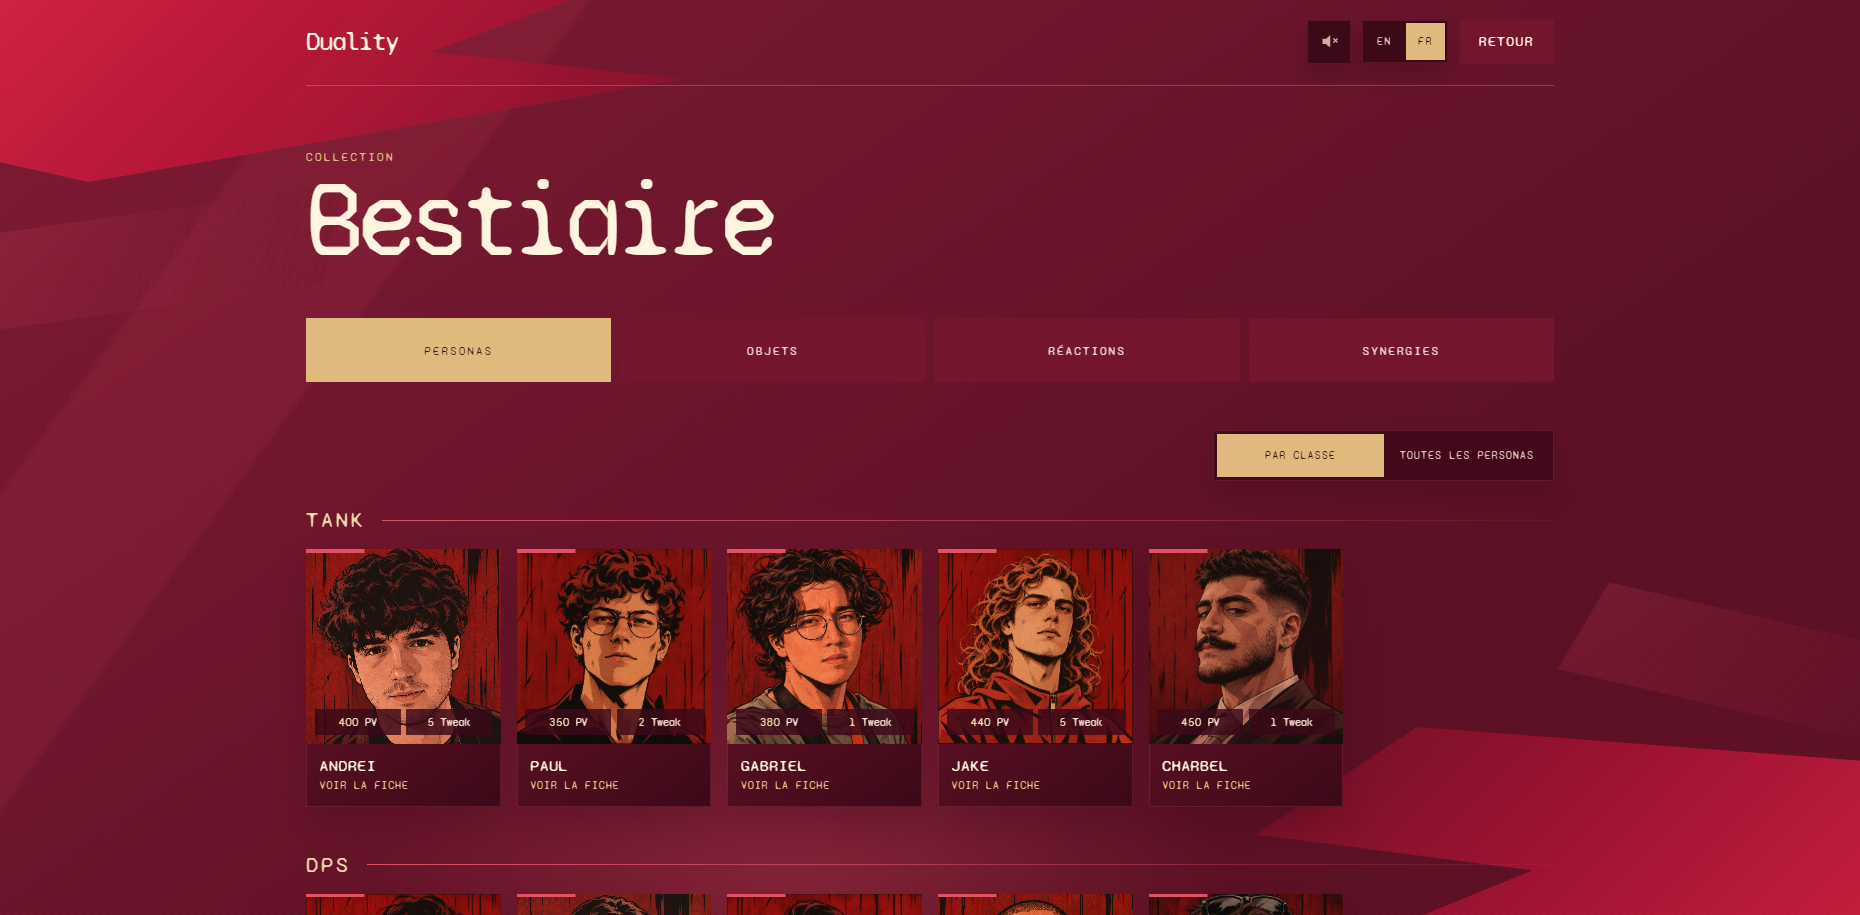 Duality
EN FR RETOUR
COLLECTION
Bestiaire
PERSONAS OBJETS RÉACTIONS SYNERGIES
PAR CLASSE TOUTES LES PERSONAS
TANK
400 PV 5 Tweak 350 PV 2 Tweak 380 PV 1 Tweak 440 PV 5 Tweak 450 PV 1 Tweak
ANDREI PAUL GABRIEL JAKE CHARBEL
VOIR LA FICHE VOIR LA FICHE VOIR LA FICHE VOIR LA FICHE VOIR LA FICHE
DPS